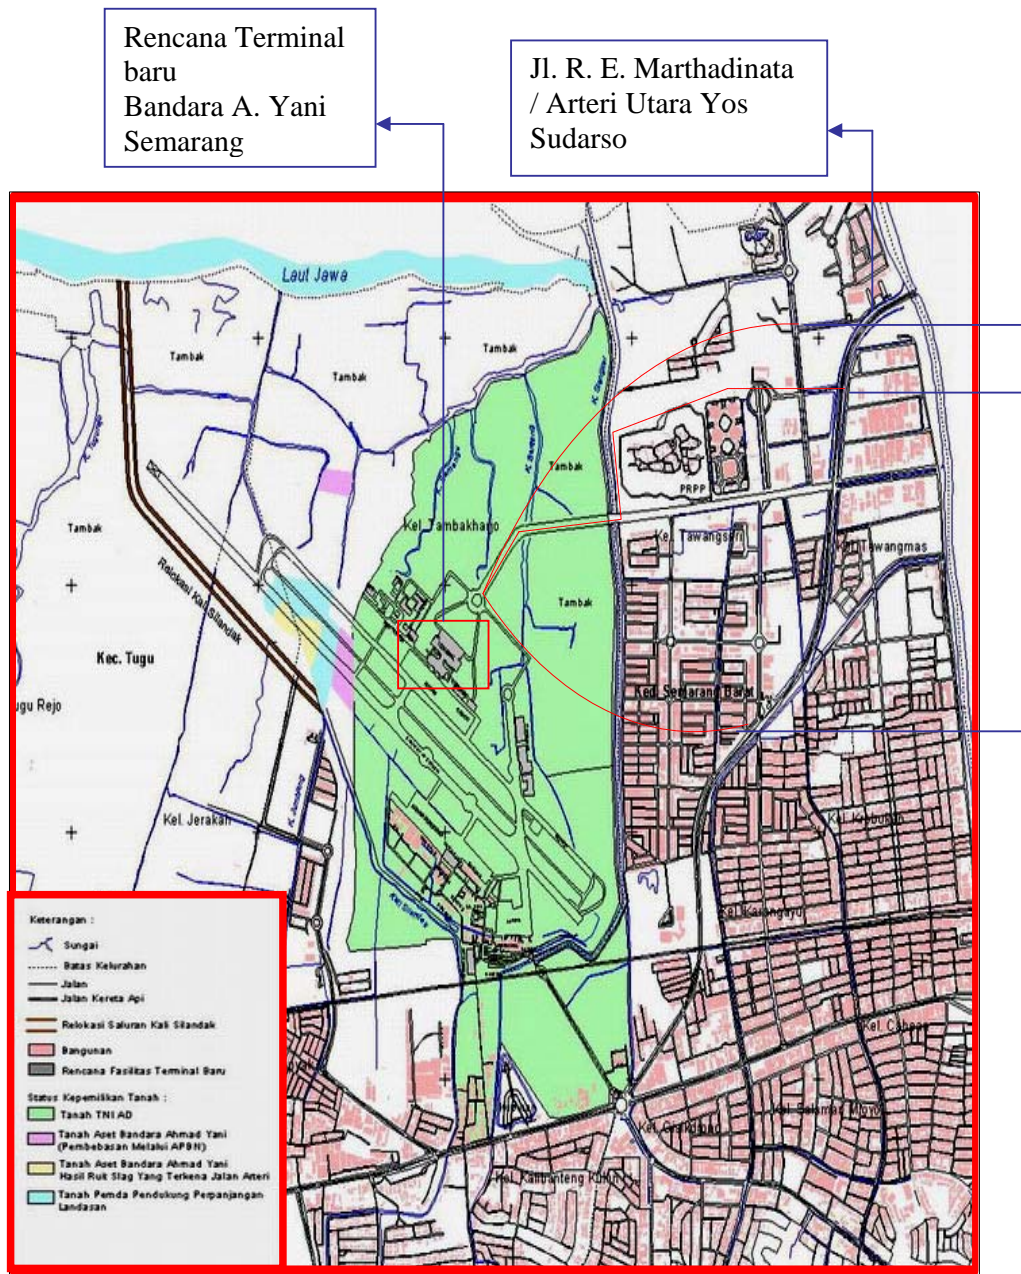 Rencana Terminal
baru
Bandara A. Yani
Semarang
Jl. R. E. Marthadinata
/ Arteri Utara Yos
Sudarso
Laut Jawa
Tambak
Tambak
Tambak
Tambak
PRPP
Tambak
Kel. Tambakharjo
Kel. Tawangsari
Kel. Tawangmas
Relokasi Kali Silandak
Tambak
Kec. Tugu
Kec. Semarang Barat
ugu Rejo
Kel. Jerakah
Kel. Krobokan
Kel. Karangayu
Kel. Cabean
Kel. Salaman Mloyo
Kel. Gisikdrono
Kel. Kalibanteng Kulon
Keterangan :
Sungai
Batas Kelurahan
Jalan
Jalan Kereta Api
Relokasi Saluran Kali Silandak
Bangunan
Rencana Fasilitas Terminal Baru
Status Kepemilikan Tanah :
Tanah TNI AD
Tanah Aset Bandara Ahmad Yani
(Pembebasan Melalui APBN)
Tanah Aset Bandara Ahmad Yani
Hasil Ruk Slag Yang Terkena Jalan Arteri
Tanah Pemda Pendukung Perpanjangan
Landasan